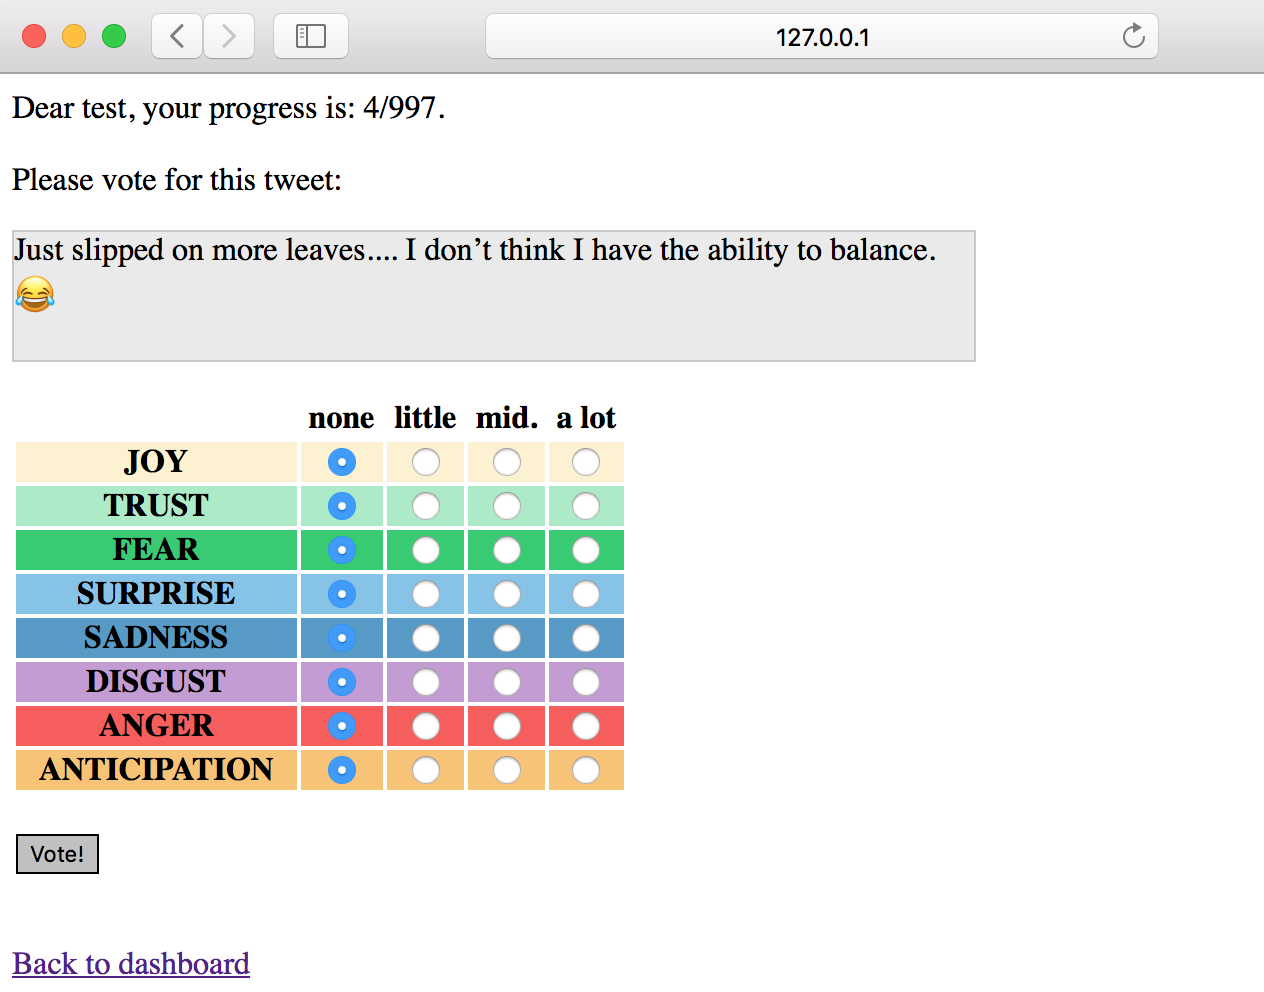 127.0.0.1
Dear test, your progress is: 4/997.
Please vote for this tweet:
Just slipped on more leaves.... I don’t think I have the ability to balance.
😂
none little mid. a lot
JOY
TRUST
FEAR
SURPRISE
SADNESS
DISGUST
ANGER
ANTICIPATION
Vote!
Back to dashboard